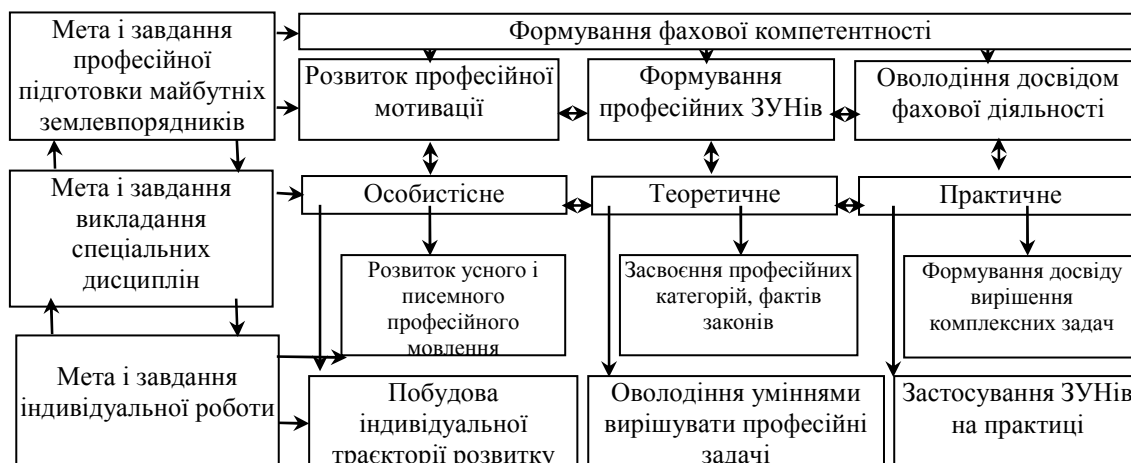 Мета і завдання
професійної
підготовки майбутніх
землевпорядників
Формування фахової компетентності
Розвиток професійної
мотивації
Формування
професійних ЗУНів
Оволодіння досвідом
фахової діяльності
Мета і завдання
викладання
спеціальних
дисциплін
Особистісне
Теоретичне
Практичне
Розвиток усного і
писемного
професійного
мовлення
Засвоєння професійних
категорій, фактів
законів
Формування досвіду
вирішення
комплексних задач
Мета і завдання
індивідуальної роботи
Побудова
індивідуальної
траєкторії розвитку
Оволодіння уміннями
вирішувати професійні
задачі
Застосування ЗУНів
на практиці